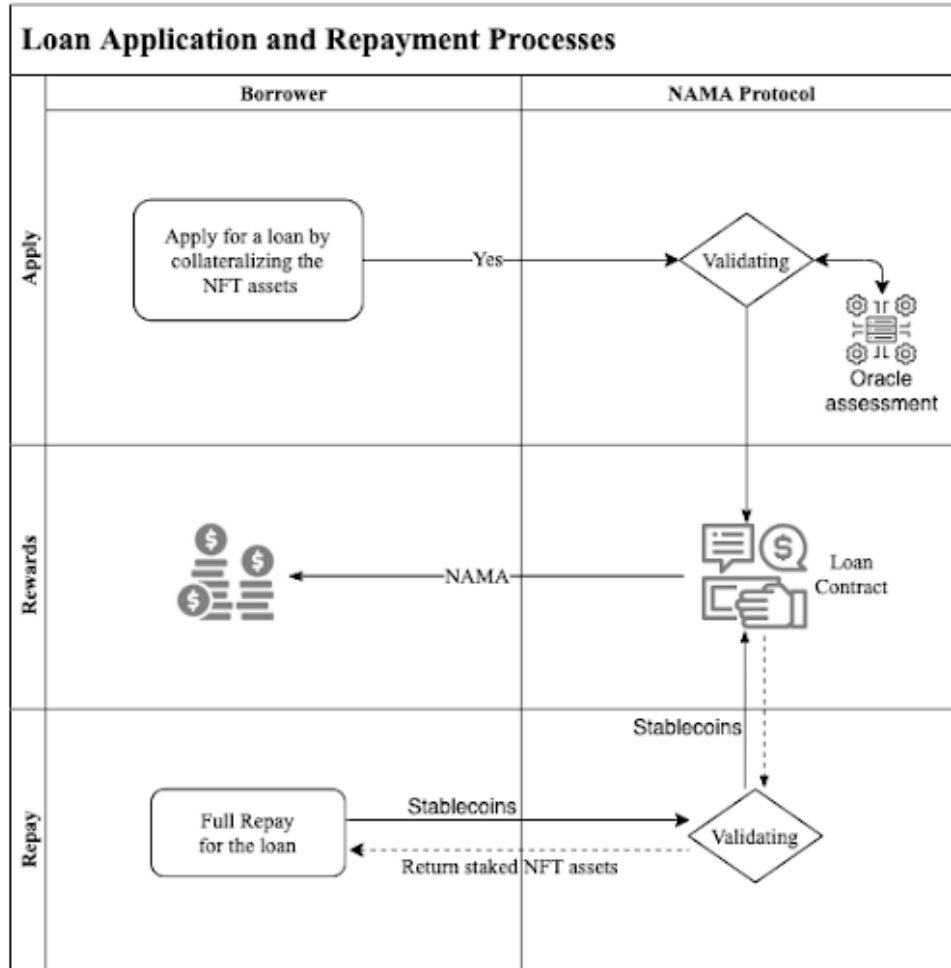 Loan Application and Repayment Processes
Borrower
NAMA Protocol
Apply
Apply for a loan by
collateralizing the
NFT assets
Yes
Validating
Oracle
assessment
Rewards
NAMA
Loan
Contract
Repay
Stablecoins
Full Repay
for the loan
Stablecoins
Validating
Return staked NFT assets